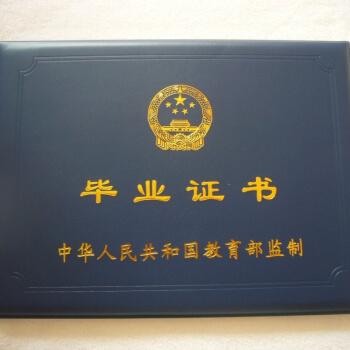 毕业证书
中华人民共和国教育部监制